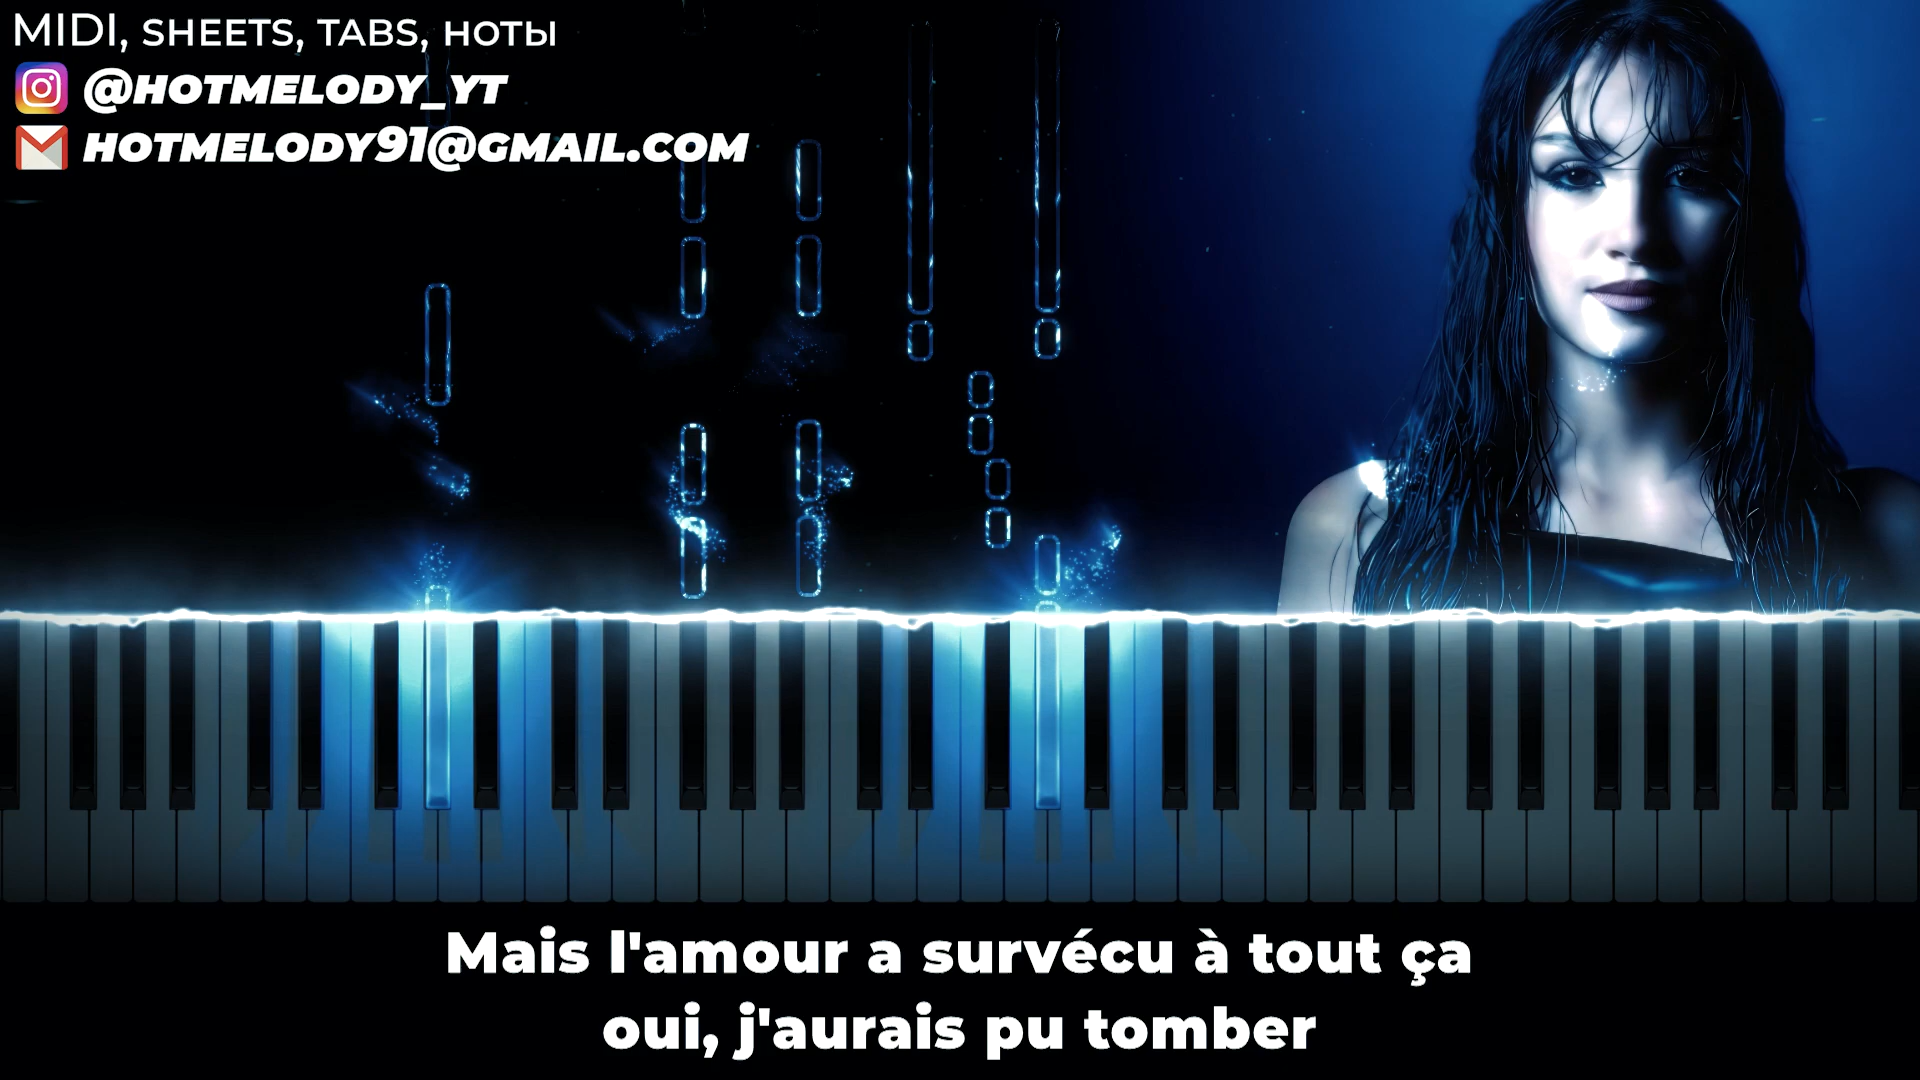 MIDI, SHEETS, TABS, НОТЫ
@HOTMELODY_YT
HOTMELODY91@GMAIL.COM
Mais l'amour a survécu à tout ça
oui, j'aurais pu tomber